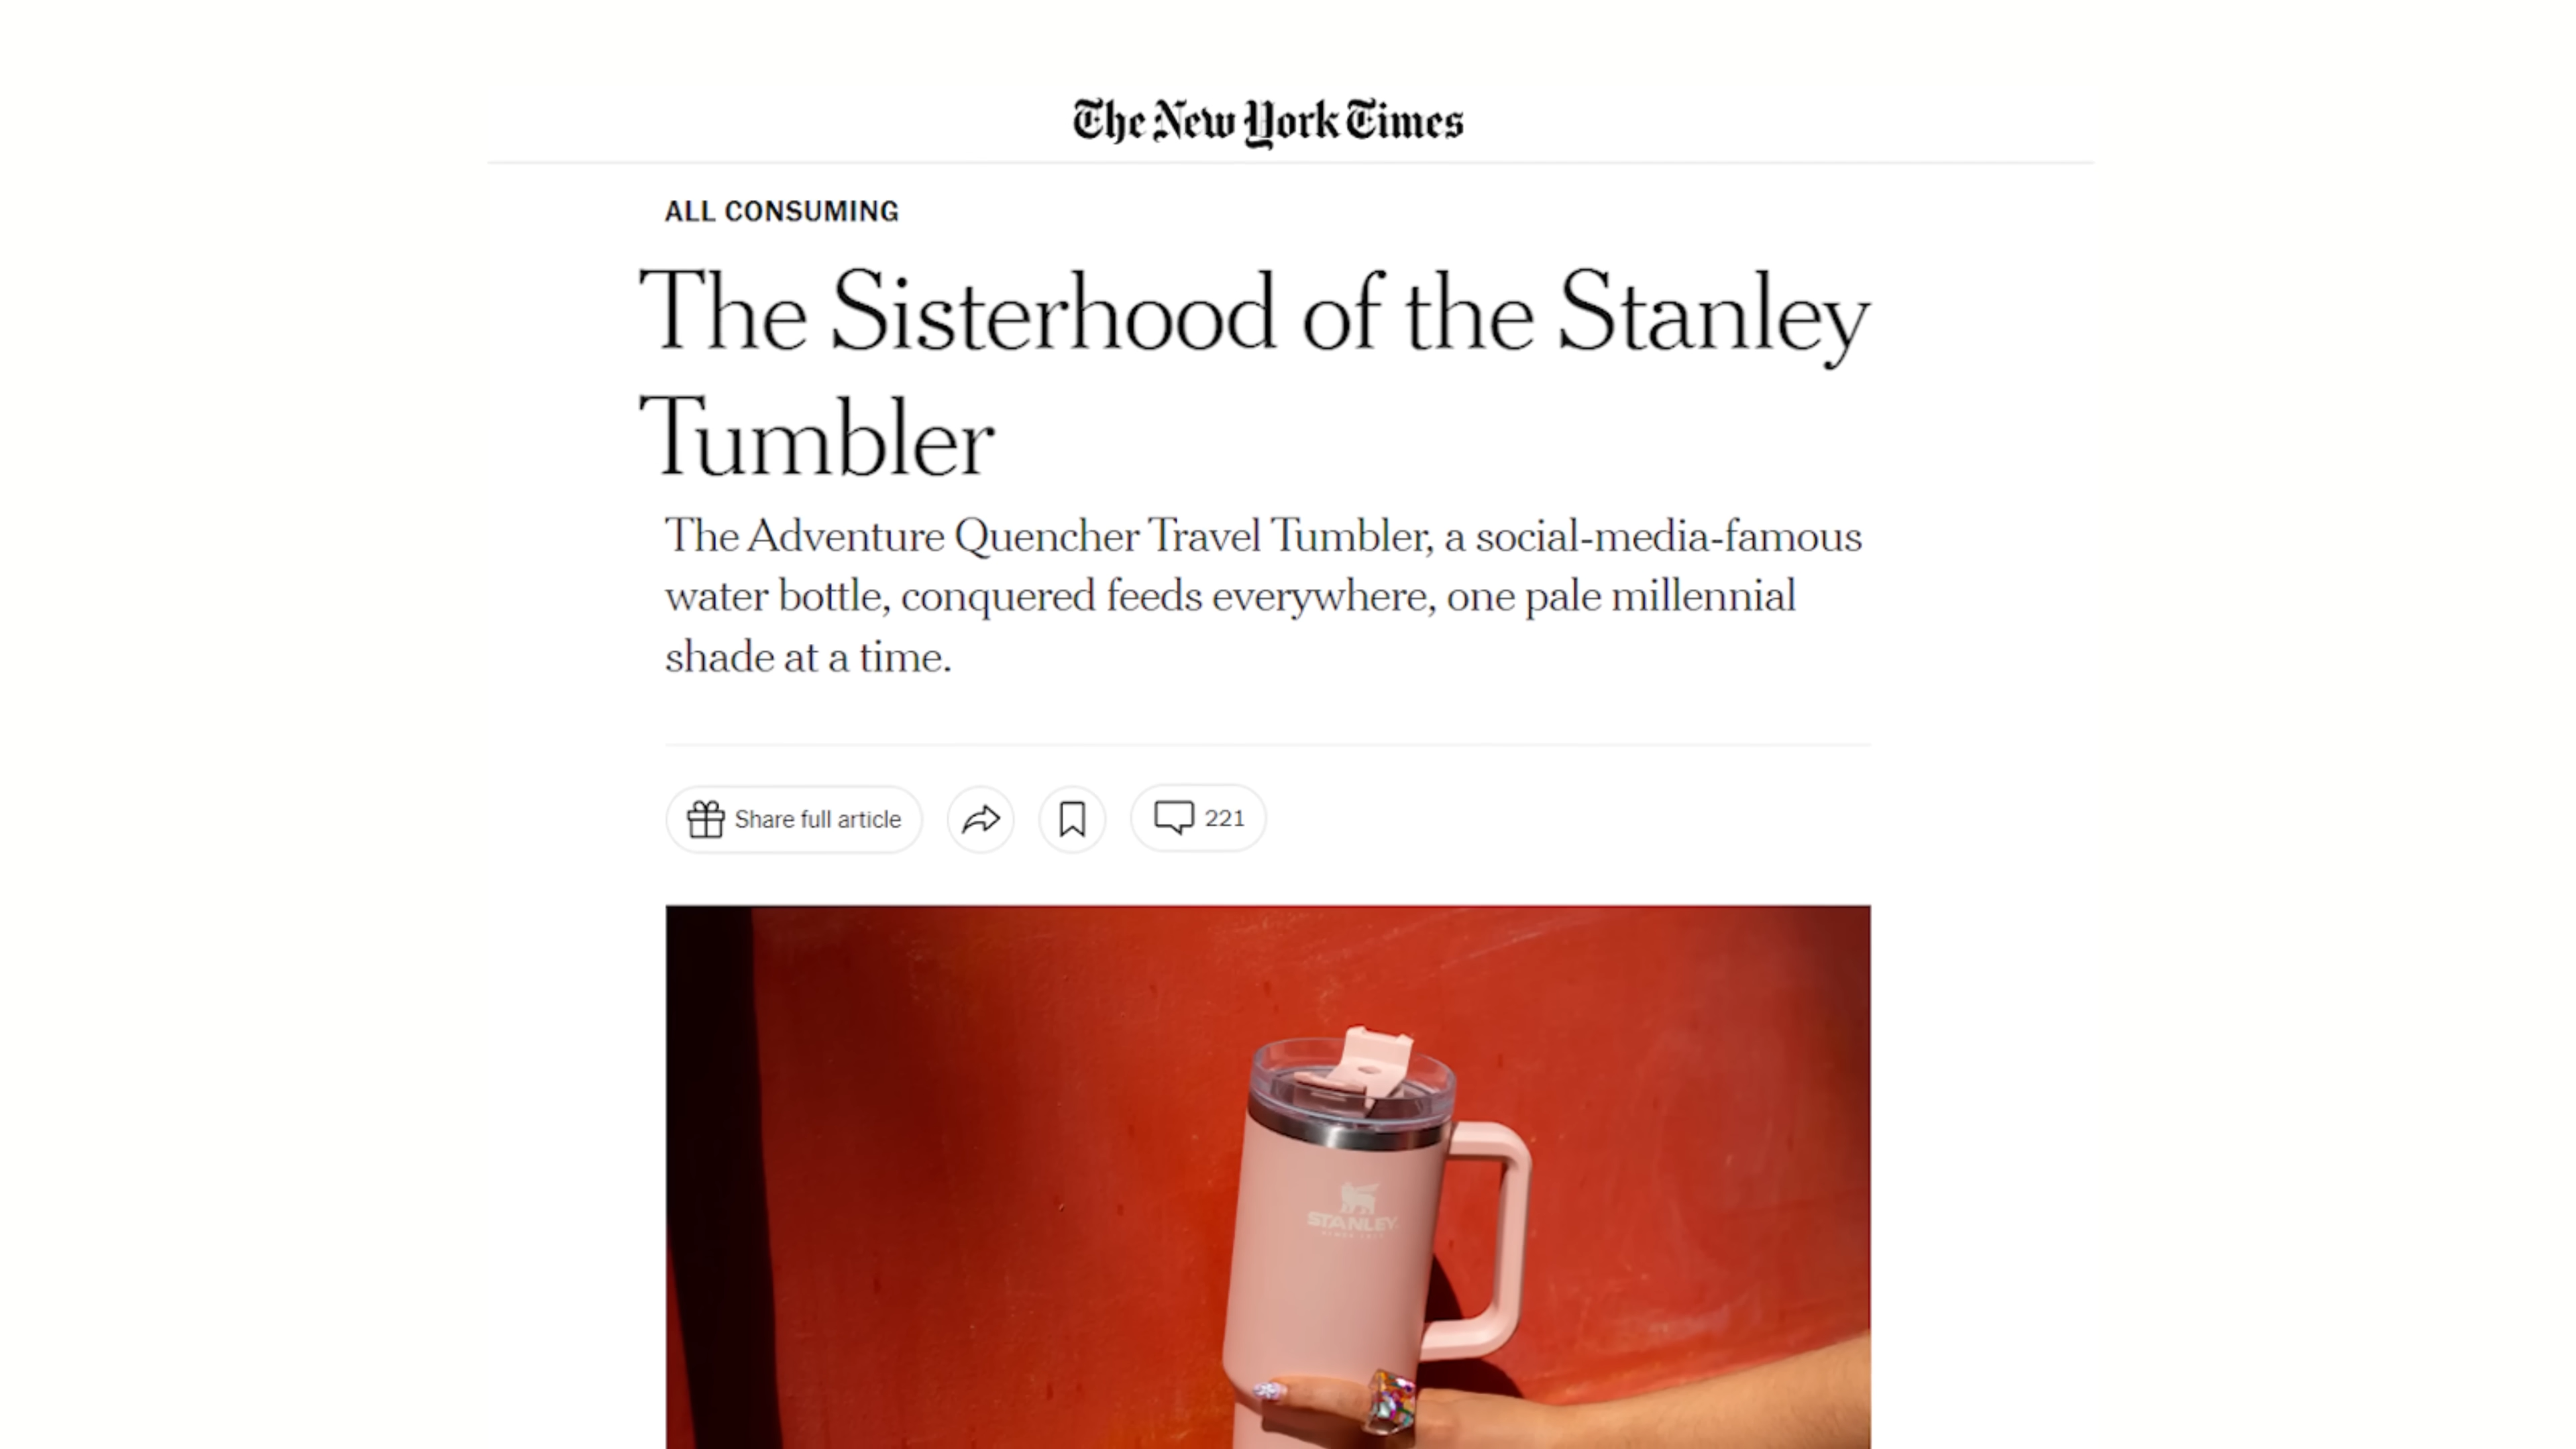 The New York Times
ALL CONSUMING
The Sisterhood of the Stanley
Tumbler
The Adventure Quencher Travel Tumbler, a social-media-famous
water bottle, conquered feeds everywhere, one pale millennial
shade at a time.
Share full article
221
STANLEY